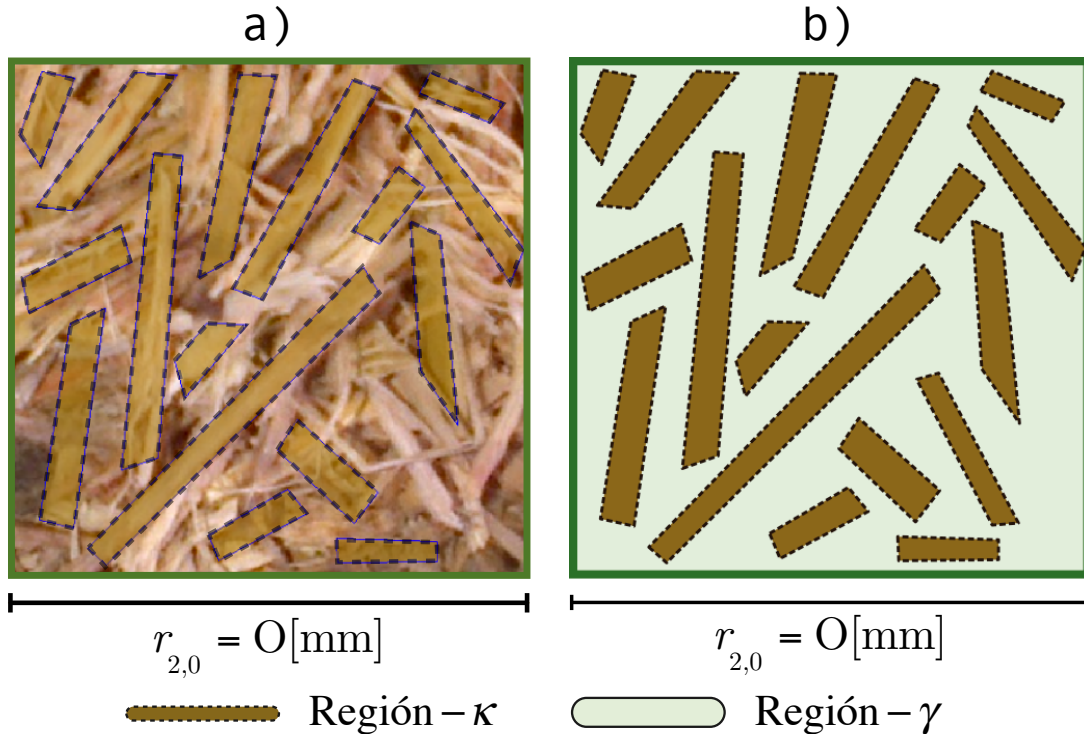 a)
b)
r2,0 = O[mm]
r2,0 = O[mm]
Región – κ
Región – γ